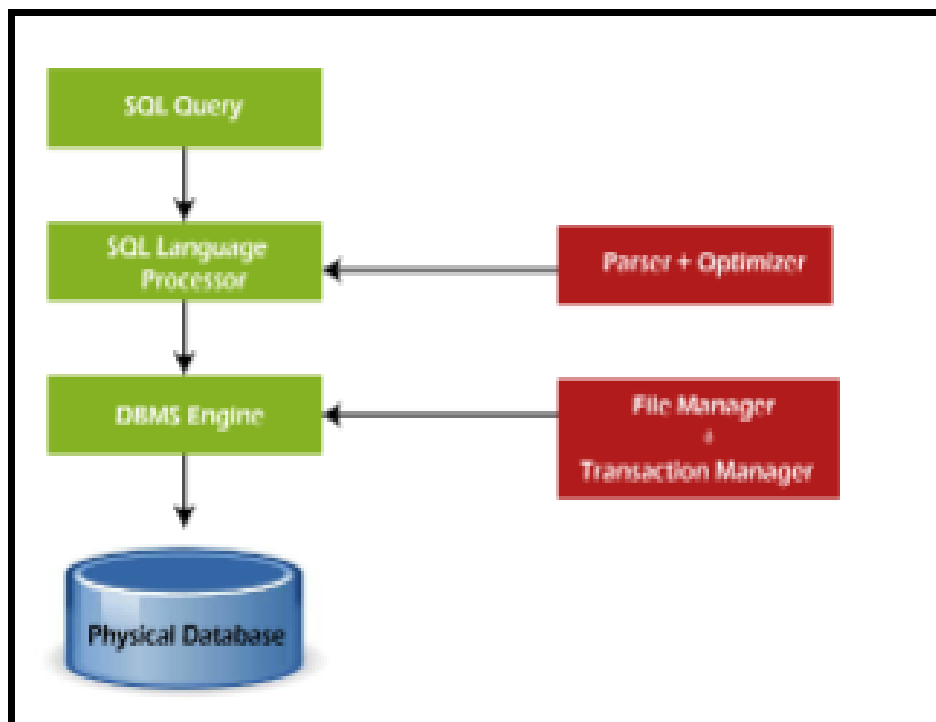 SQL Query
SQL Language
Processor
Parser + Optimizer
DBMS Engine
File Manager
Transaction Manager
Physical Database